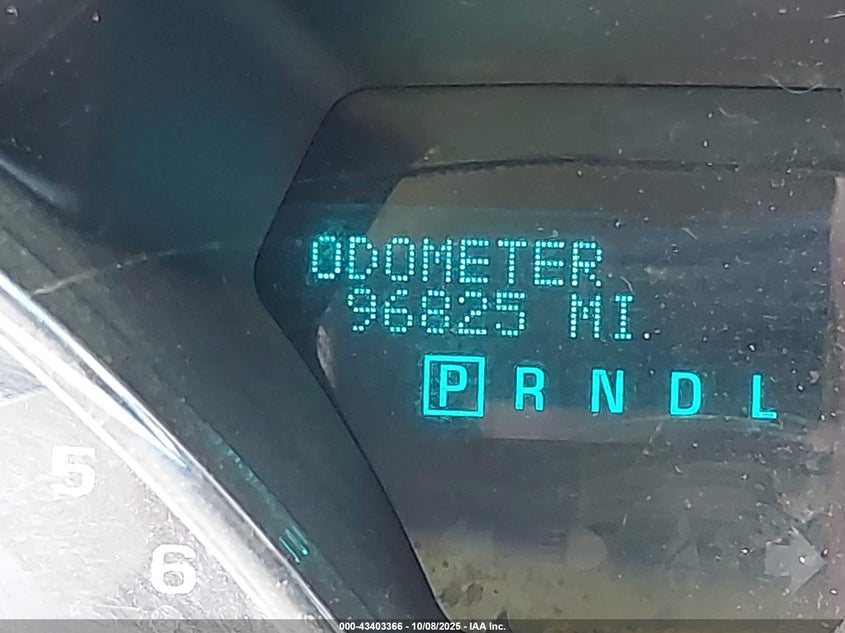 ODOMETER
96825 MI
P R N D L
5
6
000-43403366 - 10/08/2025 - IAA Inc.